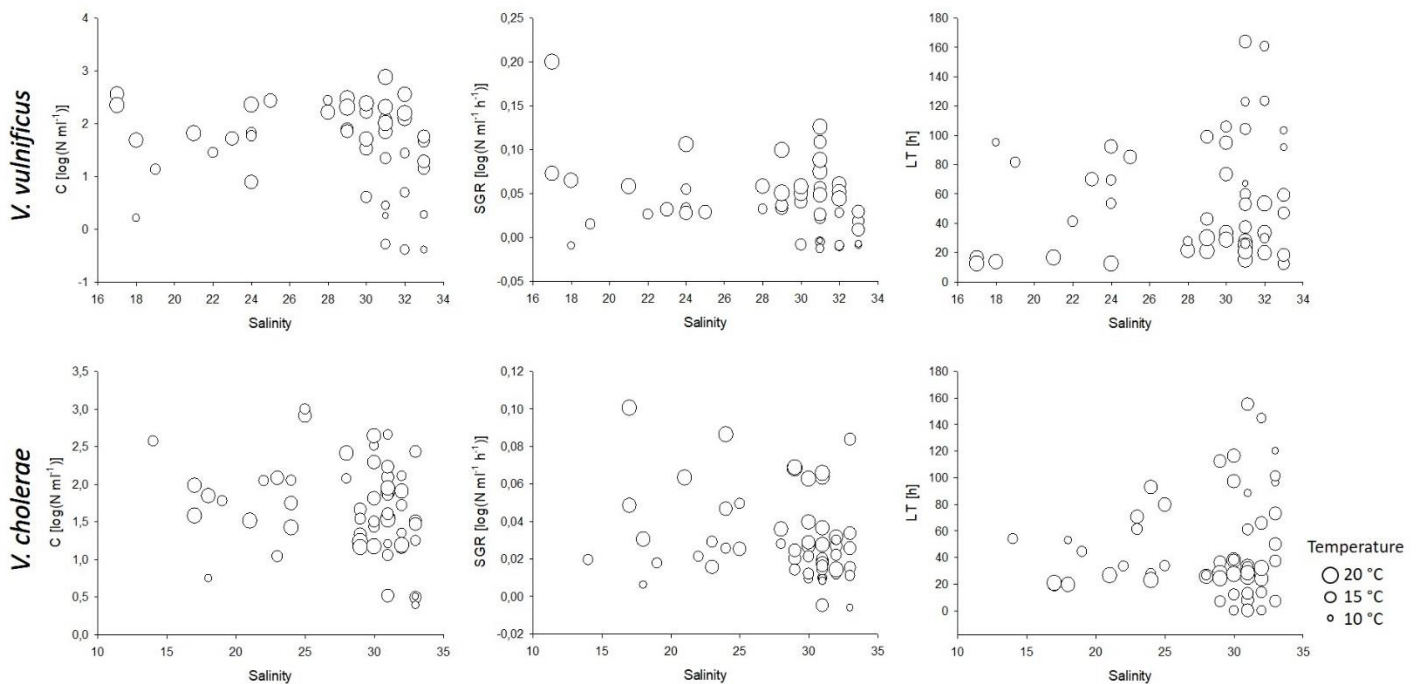 V. vulnificus
C [log(N ml⁻¹)]
4
3
2
1
0
-1
16 18 20 22 24 26 28 30 32 34
Salinity
SGR [log(N ml⁻¹ h⁻¹)]
0,25
0,20
0,15
0,10
0,05
0,00
-0,05
16 18 20 22 24 26 28 30 32 34
Salinity
LT [h]
180
160
140
120
100
80
60
40
20
0
16 18 20 22 24 26 28 30 32 34
Salinity
V. cholerae
C [log(N ml⁻¹)]
3,5
3,0
2,5
2,0
1,5
1,0
0,5
0,0
10 15 20 25 30 35
Salinity
SGR [log(N ml⁻¹ h⁻¹)]
0,12
0,10
0,08
0,06
0,04
0,02
0,00
-0,02
10 15 20 25 30 35
Salinity
LT [h]
180
160
140
120
100
80
60
40
20
0
10 15 20 25 30 35
Salinity
Temperature
20 °C
15 °C
10 °C